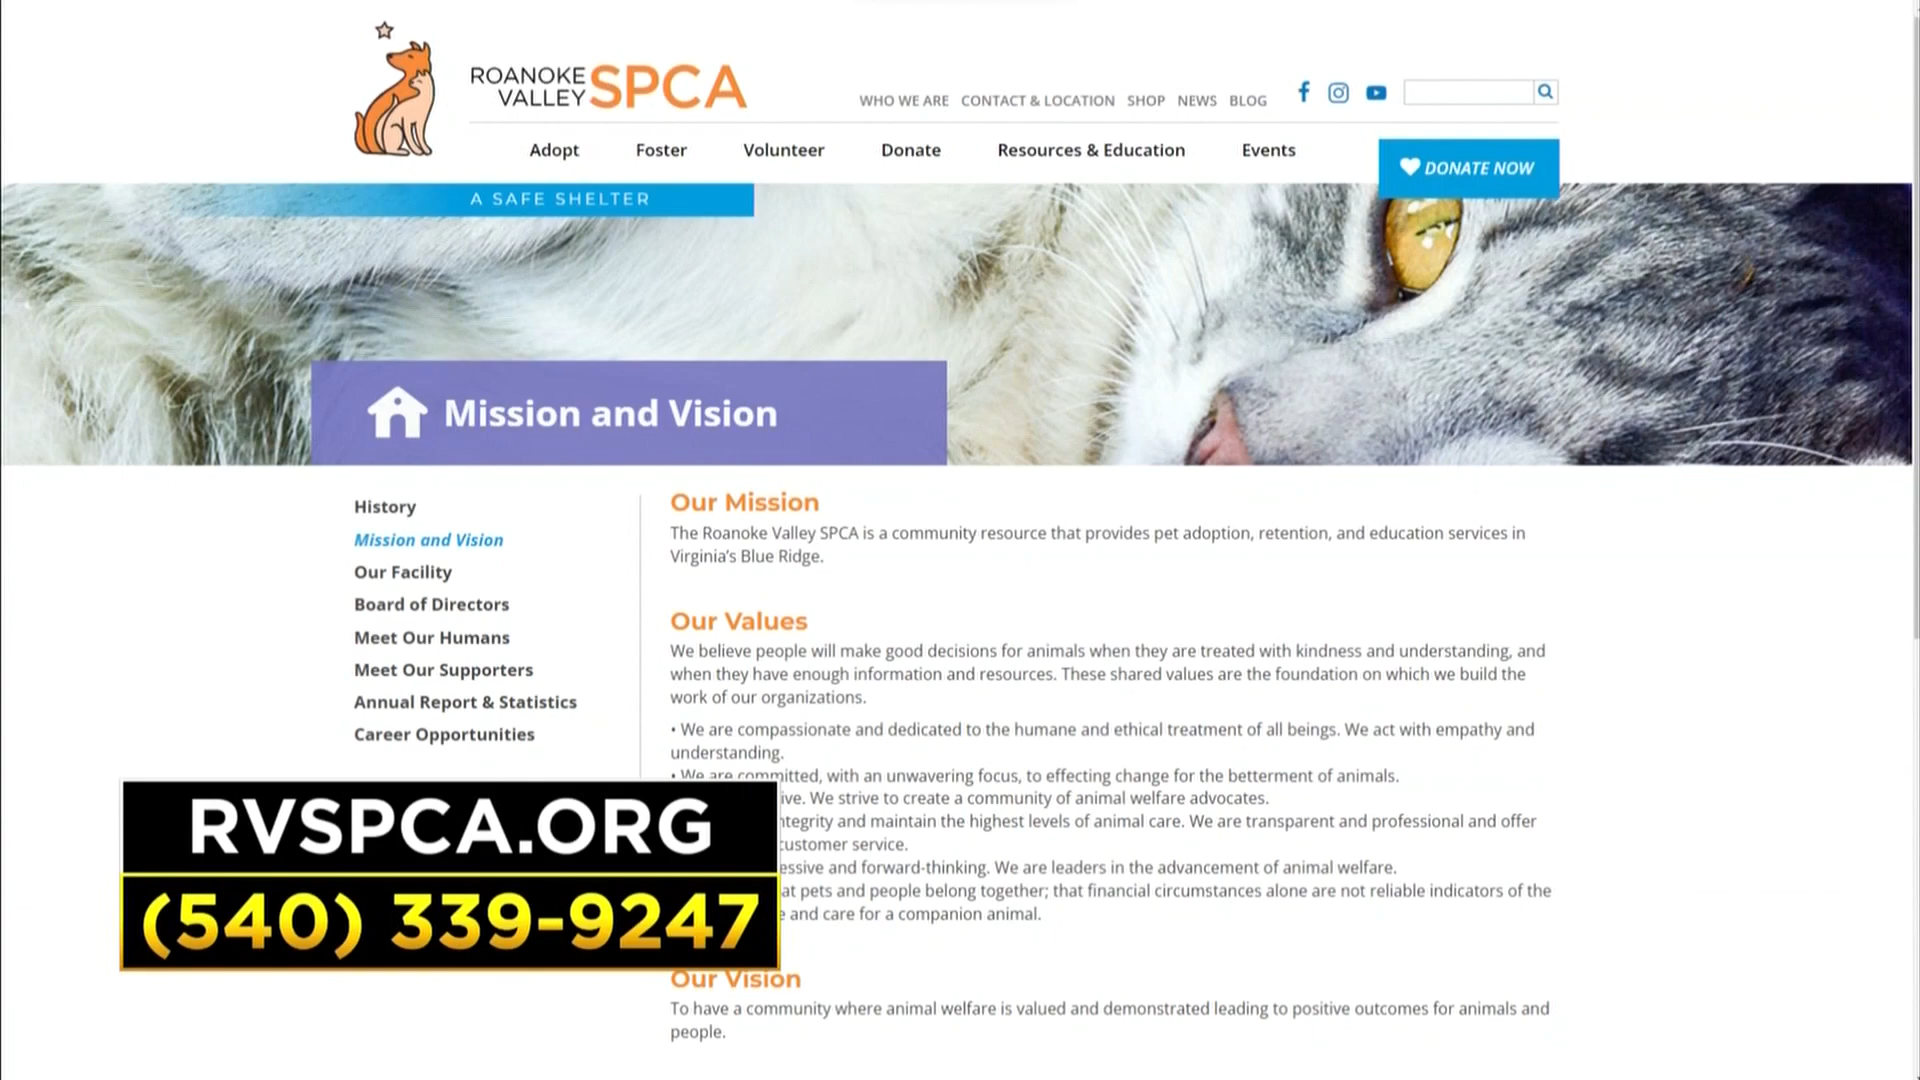 ROANOKE
VALLEY SPCA
WHO WE ARE CONTACT & LOCATION SHOP NEWS BLOG
Adopt Foster Volunteer Donate Resources & Education Events
DONATE NOW
A SAFE SHELTER
Mission and Vision
History
Mission and Vision
Our Facility
Board of Directors
Meet Our Humans
Meet Our Supporters
Annual Report & Statistics
Career Opportunities
Our Mission
The Roanoke Valley SPCA is a community resource that provides pet adoption, retention, and education services in
Virginia's Blue Ridge.
Our Values
We believe people will make good decisions for animals when they are treated with kindness and understanding, and
when they have enough information and resources. These shared values are the foundation on which we build the
work of our organizations.
• We are compassionate and dedicated to the humane and ethical treatment of all beings. We act with empathy and
understanding.
• We are committed, with an unwavering focus, to effecting change for the betterment of animals.
We strive to create a community of animal welfare advocates.
and maintain the highest levels of animal care. We are transparent and professional and offer
service.
and forward-thinking. We are leaders in the advancement of animal welfare.
pets and people belong together; that financial circumstances alone are not reliable indicators of the
and care for a companion animal.
Our Vision
To have a community where animal welfare is valued and demonstrated leading to positive outcomes for animals and
people.
RVSPCA.ORG
(540) 339-9247